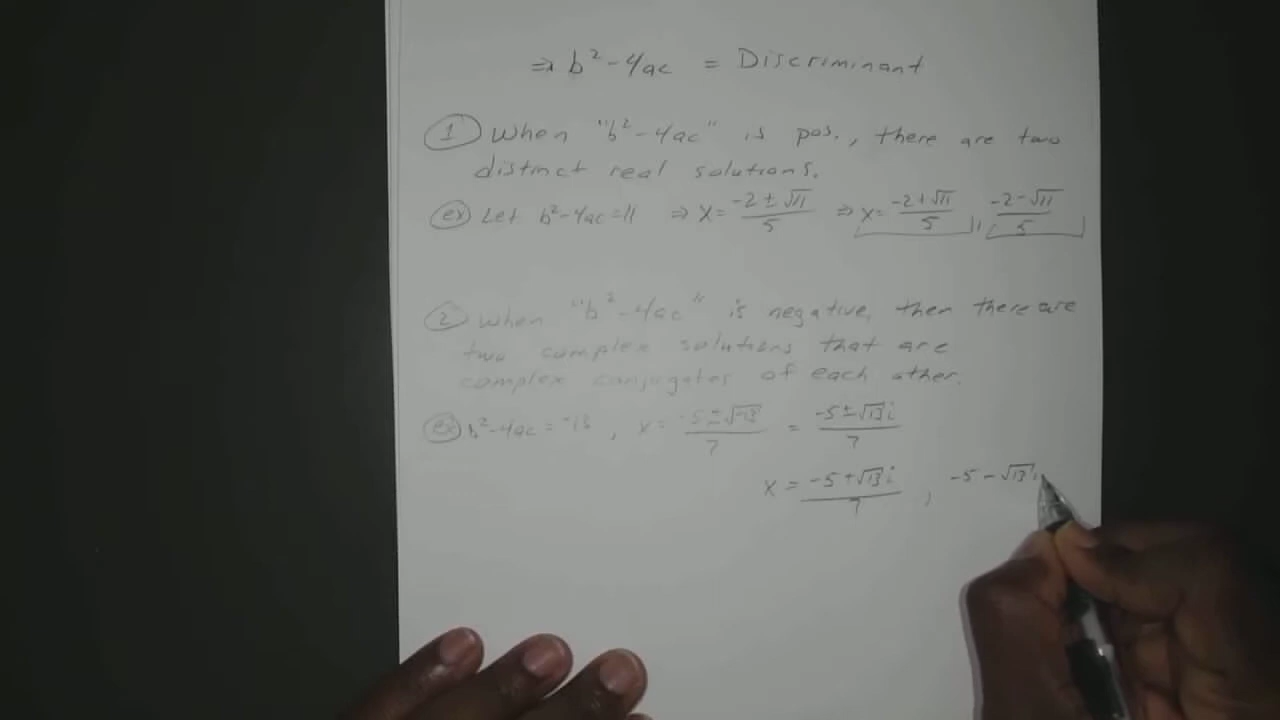 ⇒ b² - 4ac = Discriminant
① When "b² - 4ac" is pos., there are two
distinct real solutions.
ex Let b²-4ac=11 ⇒ x = (-2 ± √11)/5 ⇒ x = (-2+√11)/5 , (-2-√11)/5
② When "b² - 4ac" is negative, then there are
two complex solutions that are
complex conjugates of each other.
ex b²-4ac = -13 , x = (-5 ± √-13)/7 = (-5 ± √13 i)/7
x = (-5 + √13 i)/7 , -5 - √13 i